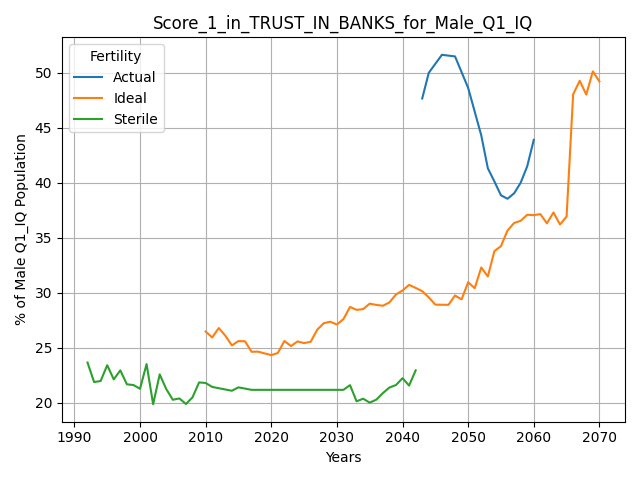 Score_1_in_TRUST_IN_BANKS_for_Male_Q1_IQ
Fertility
Actual
Ideal
Sterile
% of Male Q1_IQ Population
50
45
40
35
30
25
20
1990 2000 2010 2020 2030 2040 2050 2060 2070
Years